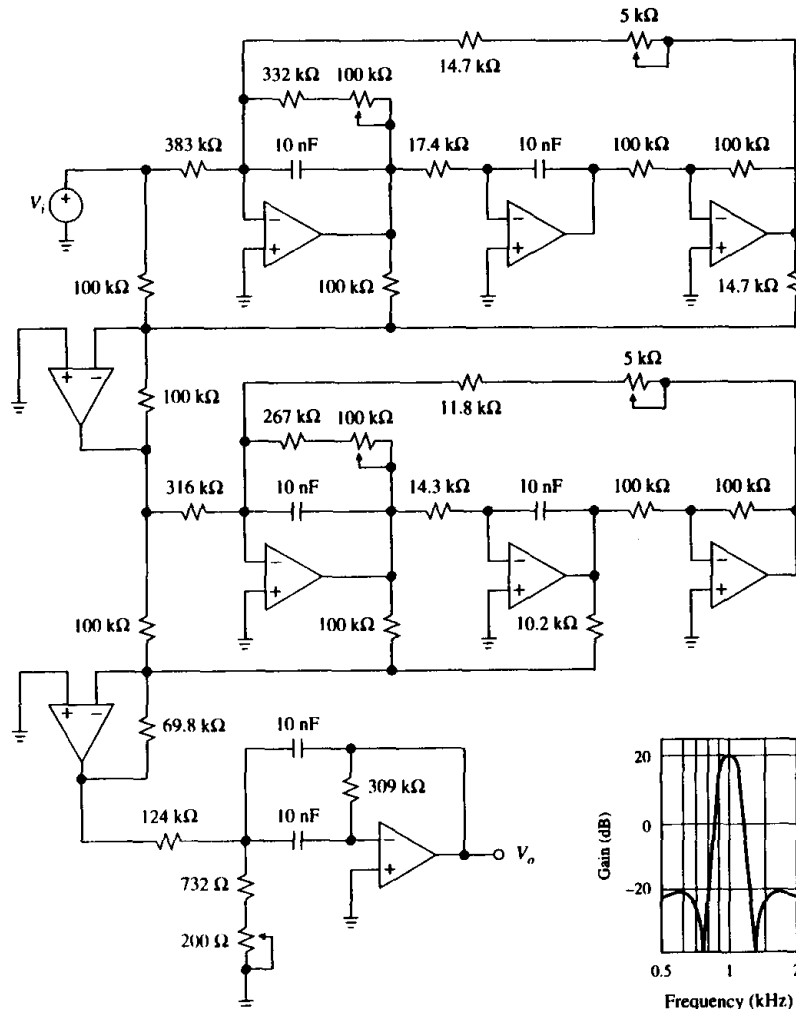 5 kΩ
14.7 kΩ
332 kΩ 100 kΩ
383 kΩ 10 nF 17.4 kΩ 10 nF 100 kΩ 100 kΩ
Vi
+
− − −
+ + +
100 kΩ 100 kΩ 14.7 kΩ
+ −
100 kΩ
5 kΩ
11.8 kΩ
267 kΩ 100 kΩ
316 kΩ 10 nF 14.3 kΩ 10 nF 100 kΩ 100 kΩ
− − −
+ + +
100 kΩ 100 kΩ 10.2 kΩ
+ −
69.8 kΩ
10 nF
309 kΩ
124 kΩ 10 nF
−
+
Vo
732 Ω
200 Ω
20
0
−20
Gain (dB)
0.5 1 2
Frequency (kHz)